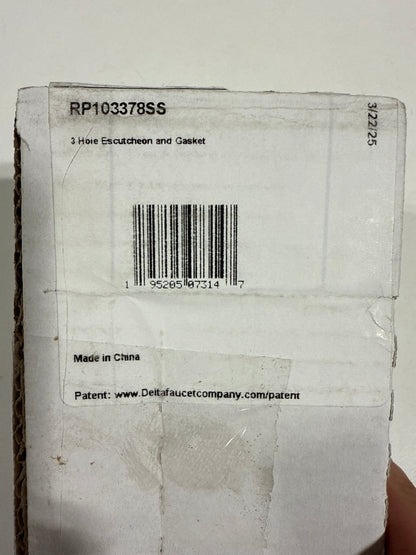 RP103378SS
3/22/25
3 Hole Escutcheon and Gasket
1 95205 07314 7
Made in China
Patent: www.Deltafaucetcompany.com/patent